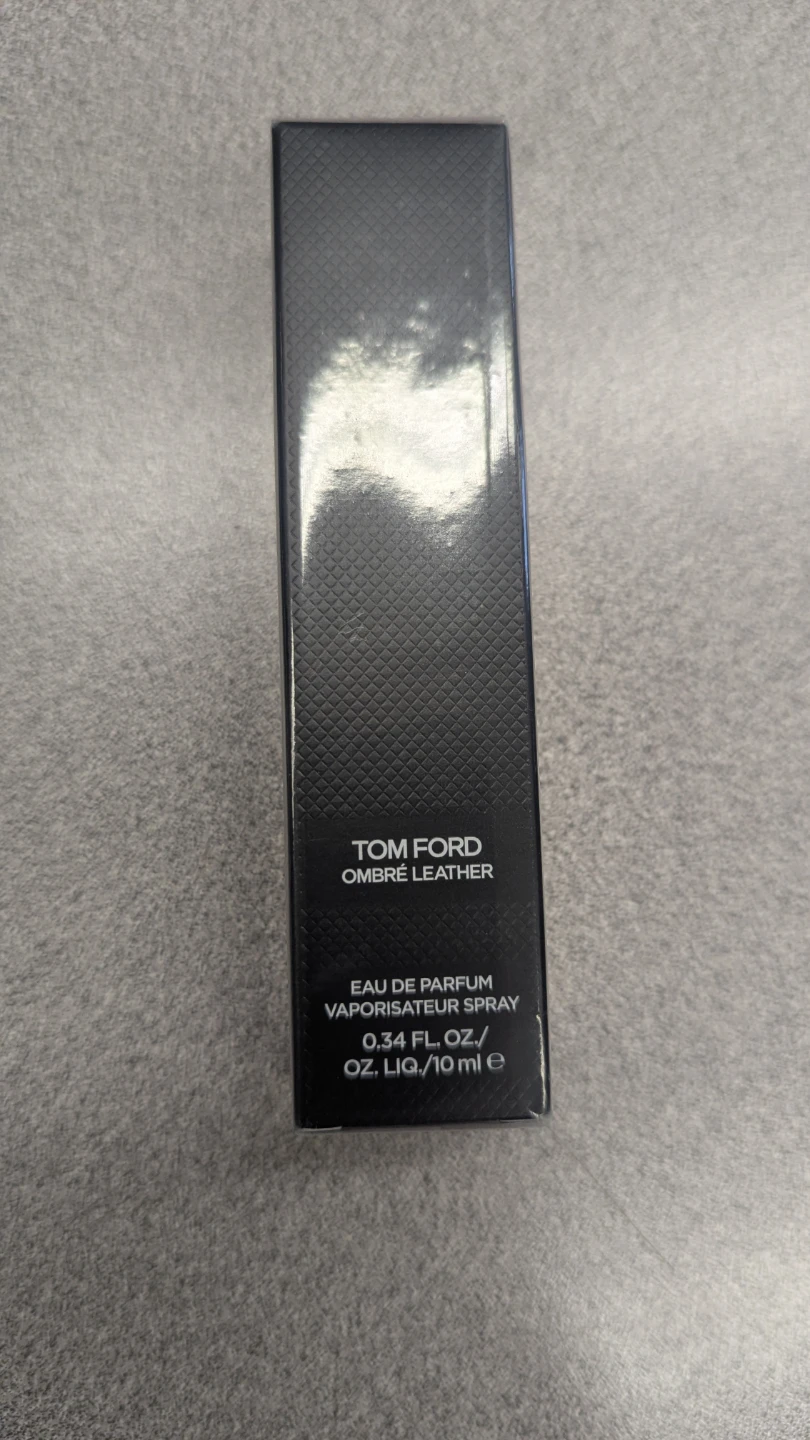 TOM FORD
OMBRÉ LEATHER
EAU DE PARFUM
VAPORISATEUR SPRAY
0.34 FL. OZ./
OZ. LIQ./10 ml ℮